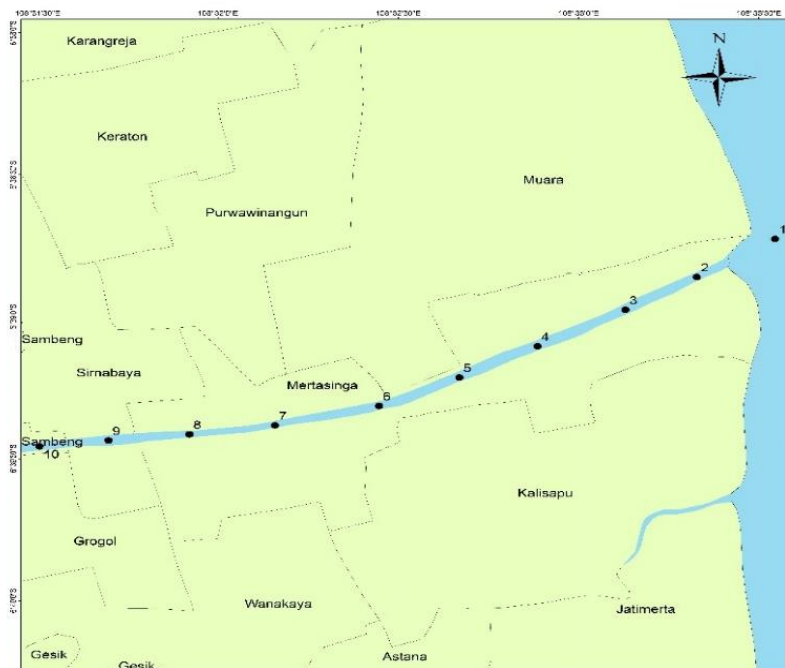 108°32'0"E
Karangreja
N
Keraton
Muara
Purwawinangun
1
2
3
Sambeng
4
Sirnabaya
5
Mertasinga
6
7
8
9
Sambeng
10
Kalisapu
Grogol
Wanakaya
Jatimerta
Gesik
Astana
Gesik